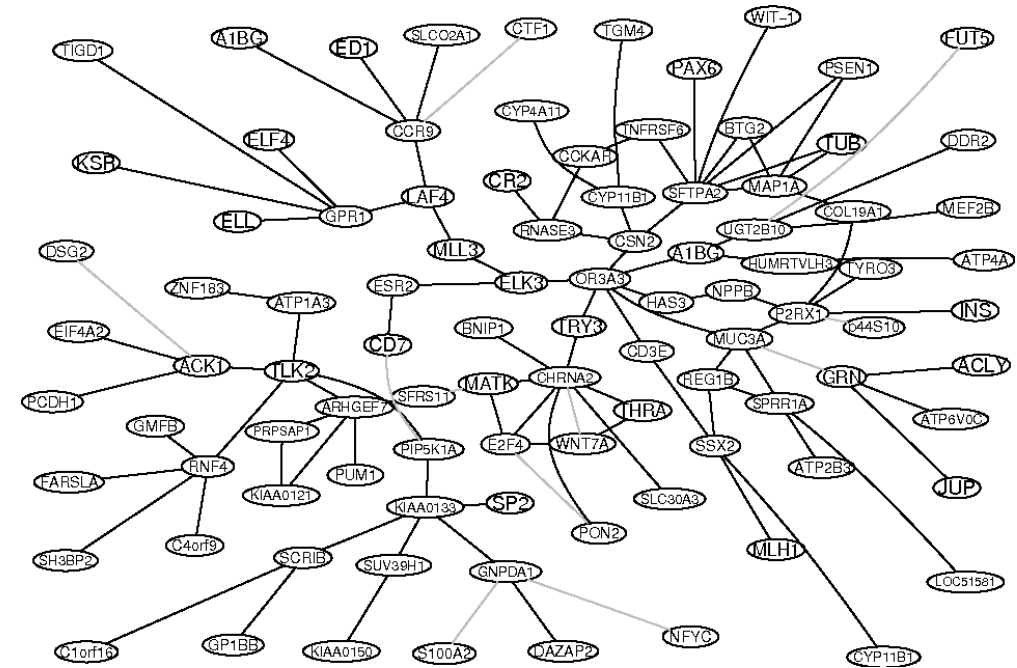 WIT-1
CTF1
TGM4
SLCO2A1
A1BG
FUT5
ED1
TIGD1
PAX6
PSEN1
CYP4A11
BTG2
TNFRSF6
CCR9
ELF4
TUB
DDR2
CCKAR
KSR
CR2
MAP1A
SFTPA2
LAF4
CYP11B1
MEF2B
COL19A1
GPR1
ELL
UGT2B10
RNASE3
CSN2
MLL3
DSG2
A1BG
HUMRTVLH3
ATP4A
TYRO3
OR3A3
ELK3
ESR2
ZNF183
NPPB
ATP1A3
HAS3
INS
P2RX1
D44S10
TRY3
BNIP1
EIF4A2
MUC3A
CD7
CD3E
ACK1
ACLY
TLK2
GRN
CHRNA2
REG1B
MATK
SFRS11
PCDH1
SPRR1A
ARHGEF7
THRA
ATP6V0C
GMFB
PRPSAP1
E2F4
WNT7A
SSX2
PIP5K1A
RNF4
ATP2B3
PUM1
FARSLA
JUP
KIAA0121
SLC30A3
SP2
KIAA0133
PON2
C4orf9
MLH1
SCRIB
SH3BP2
SUV39H1
GNPDA1
LOC51581
NFYC
GP1BB
C1orf16
KIAA0150
S100A2
DAZAP2
CYP11B1